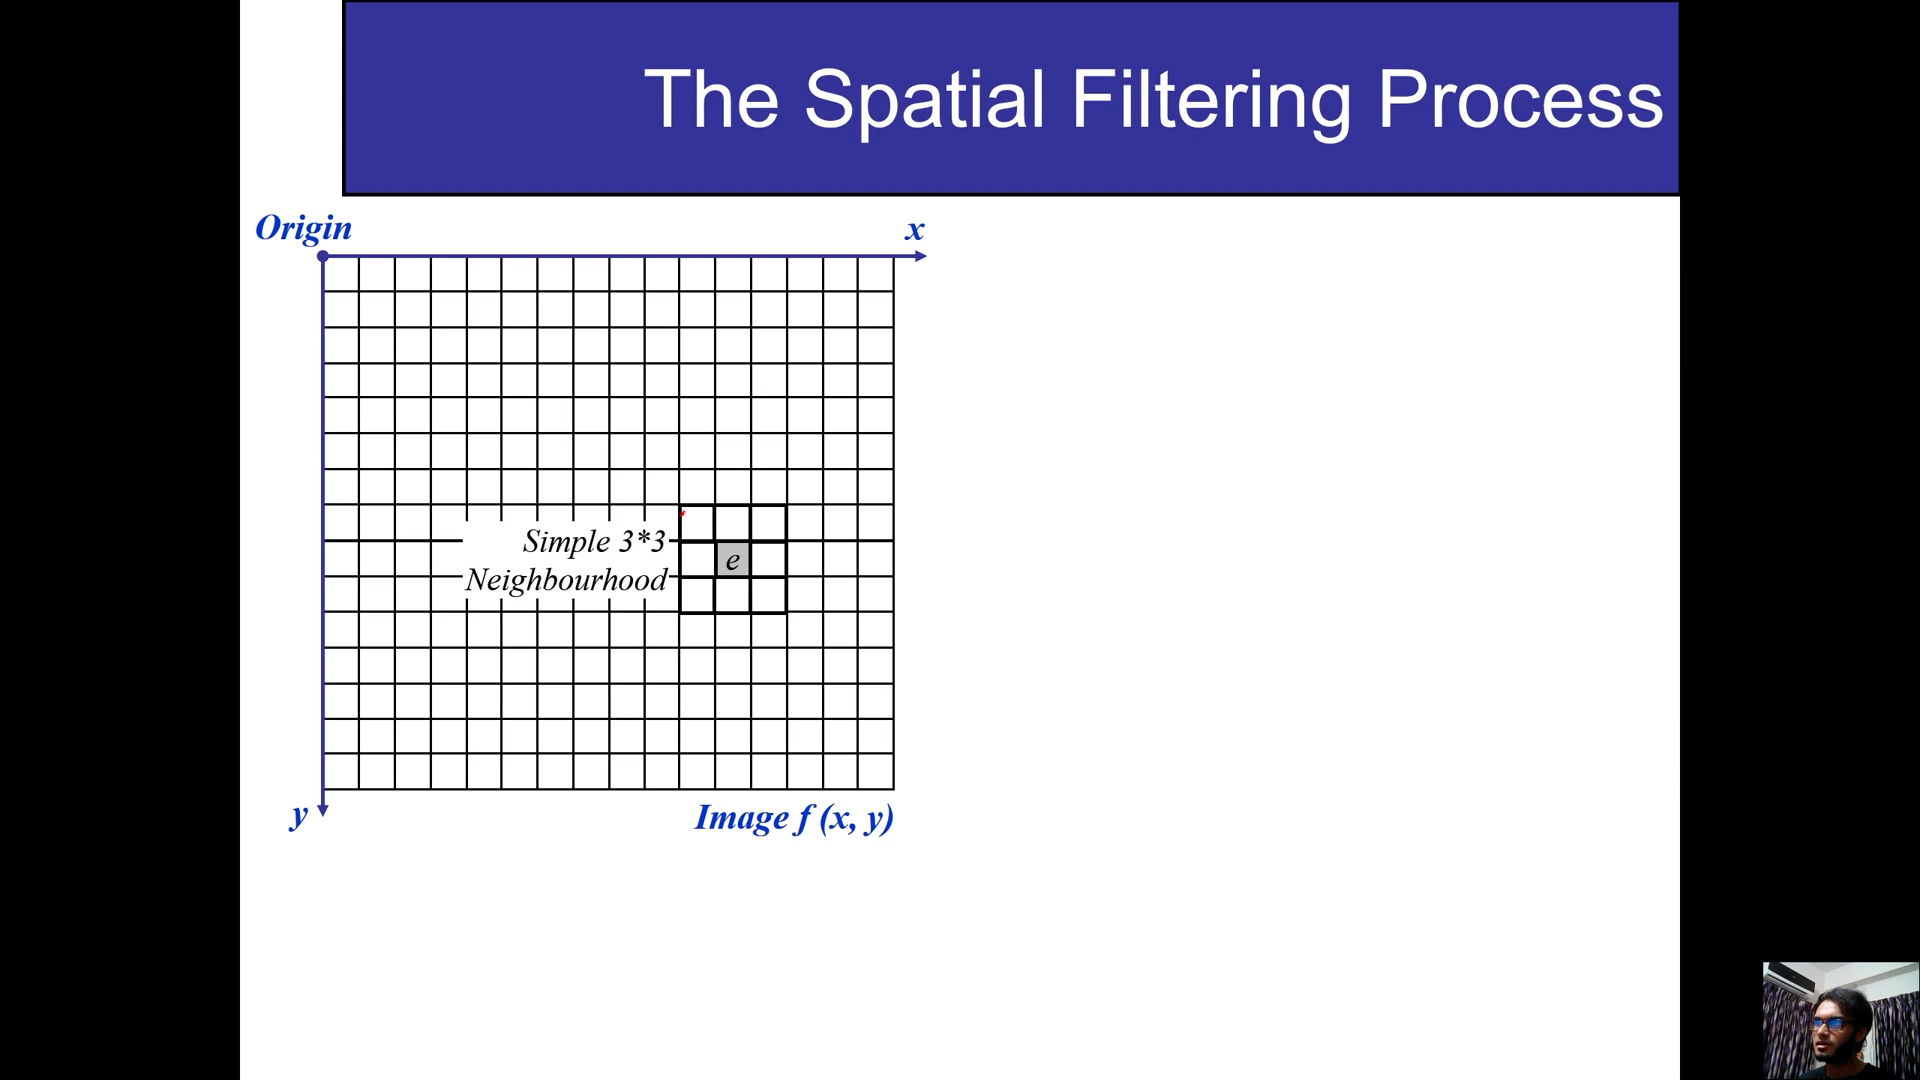 The Spatial Filtering Process
Origin
x
Simple 3*3
Neighbourhood
e
y
Image f (x, y)